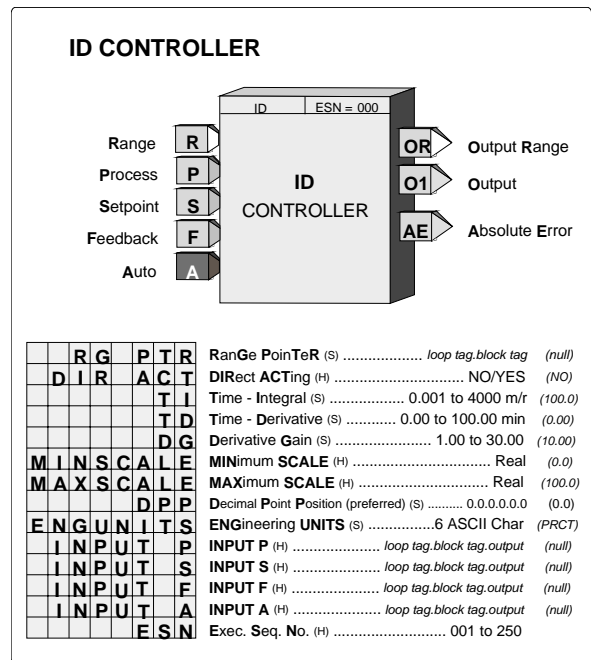 ID CONTROLLER
ID ESN = 000
Range R OR Output Range
Process P ID O1 Output
Setpoint S CONTROLLER
Feedback F AE Absolute Error
Auto A
RG PTR RanGe PoinTeR (S) ................... loop tag.block tag (null)
DIR ACT DIRect ACTing (H) ............................ NO/YES (NO)
TI Time - Integral (S) ............... 0.001 to 4000 m/r (100.0)
TD Time - Derivative (S) ............ 0.00 to 100.00 min (0.00)
DG Derivative Gain (S) ...................... 1.00 to 30.00 (10.00)
MINSCALE MINimum SCALE (H) ................................ Real (0.0)
MAXSCALE MAXimum SCALE (H) ............................... Real (100.0)
DPP Decimal Point Position (preferred) (S) .......... 0.0.0.0.0.0 (0.0)
ENGUNITS ENGineering UNITS (S) ..............6 ASCII Char (PRCT)
INPUT P INPUT P (H) .................... loop tag.block tag.output (null)
INPUT S INPUT S (H) .................... loop tag.block tag.output (null)
INPUT F INPUT F (H) .................... loop tag.block tag.output (null)
INPUT A INPUT A (H) .................... loop tag.block tag.output (null)
ESN Exec. Seq. No. (H) .......................... 001 to 250